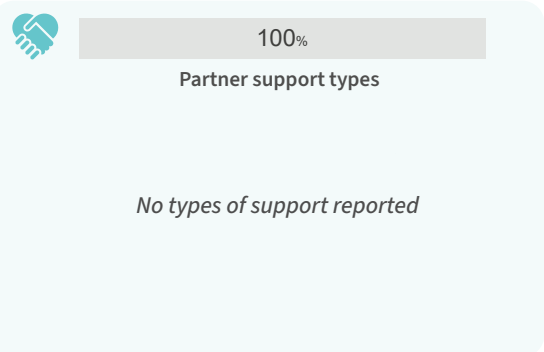 100%
Partner support types
No types of support reported